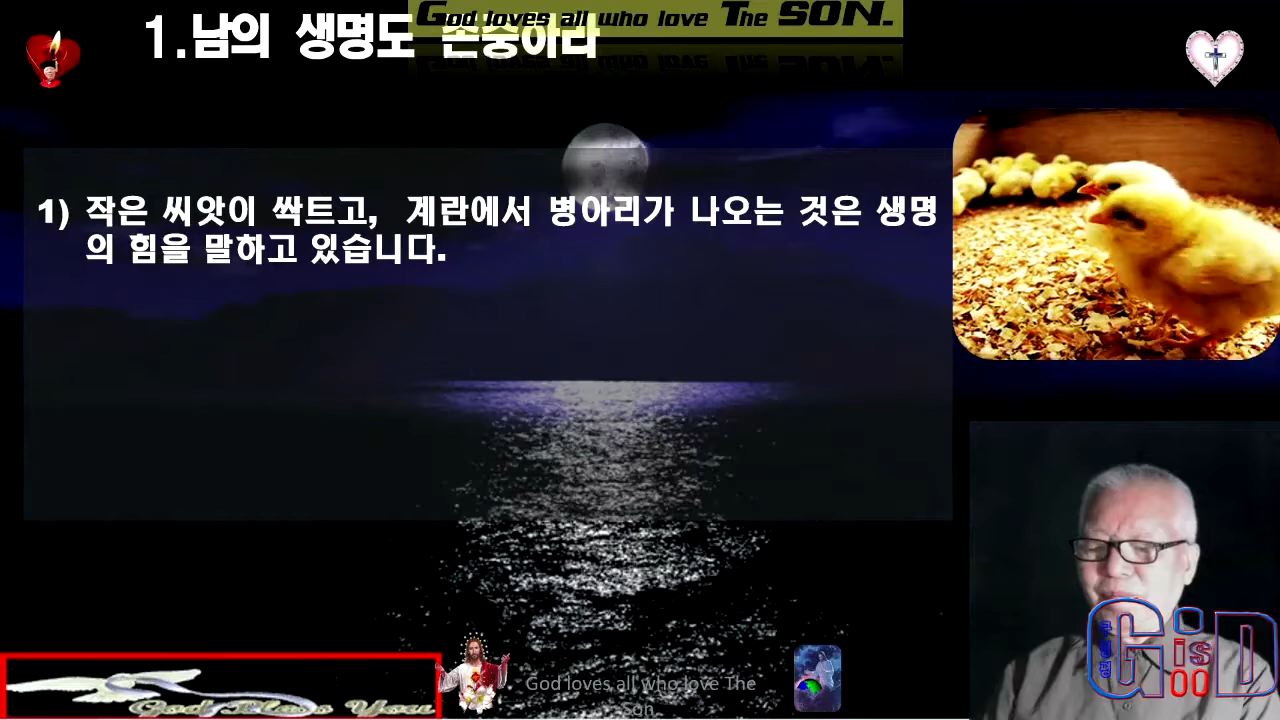 God loves all who love The SON.
1.남의 생명도 존중하라
1) 작은 씨앗이 싹트고, 계란에서 병아리가 나오는 것은 생명
의 힘을 말하고 있습니다.
God Bless You
God loves all who love The
Son.
G is D
OO